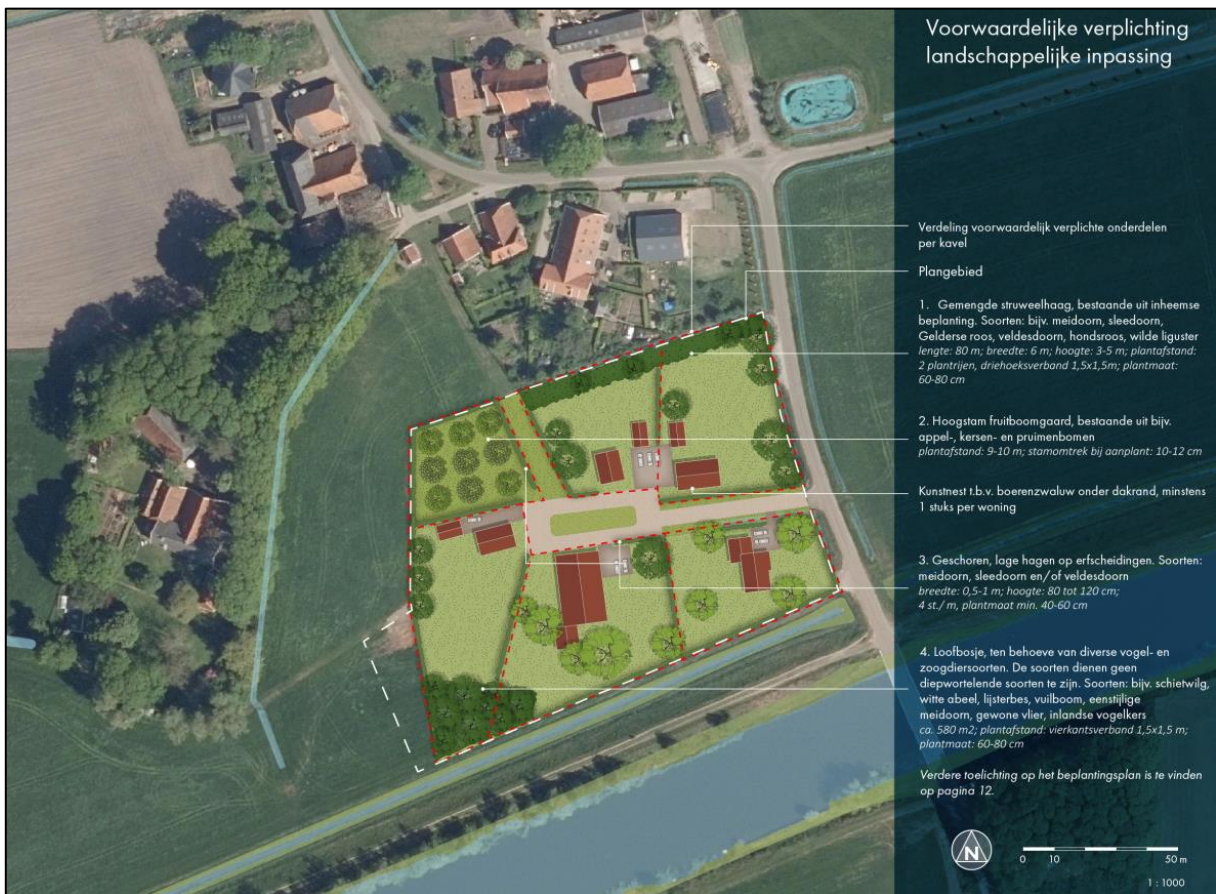 Voorwaardelijke verplichting
landschappelijke inpassing
Verdeling voorwaardelijk verplichte onderdelen
per kavel
Plangebied
1. Gemengde struweelhaag, bestaande uit inheemse
beplanting. Soorten: bijv. meidoorn, sleedoorn,
Gelderse roos, veldesdoorn, hondsroos, wilde liguster
lengte: 80 m; breedte: 6 m; hoogte: 3-5 m; plantafstand:
2 plantrijen, driehoeksverband 1,5x1,5m; plantmaat:
60-80 cm
2. Hoogstam fruitboomgaard, bestaande uit bijv.
appel-, kersen- en pruimenbomen
plantafstand: 9-10 m; stamomtrek bij aanplant: 10-12 cm
Kunstnest t.b.v. boerenzwaluw onder dakrand, minstens
1 stuks per woning
3. Geschoren, lage hagen op erfscheidingen. Soorten:
meidoorn, sleedoorn en/of veldesdoorn
breedte: 0,5-1 m; hoogte: 80 tot 120 cm;
4 st./ m, plantmaat min. 40-60 cm
4. Loofbosje, ten behoeve van diverse vogel- en
zoogdiersoorten. De soorten dienen geen
diepwortelende soorten te zijn. Soorten: bijv. schietwilg,
witte abeel, lijsterbes, vuilboom, eenstijlige
meidoorn, gewone vlier, inlandse vogelkers
ca. 580 m2; plantafstand: vierkantsverband 1,5x1,5 m;
plantmaat: 60-80 cm
Verdere toelichting op het beplantingsplan is te vinden
op pagina 12.
N
0 10 50 m
1 : 1000